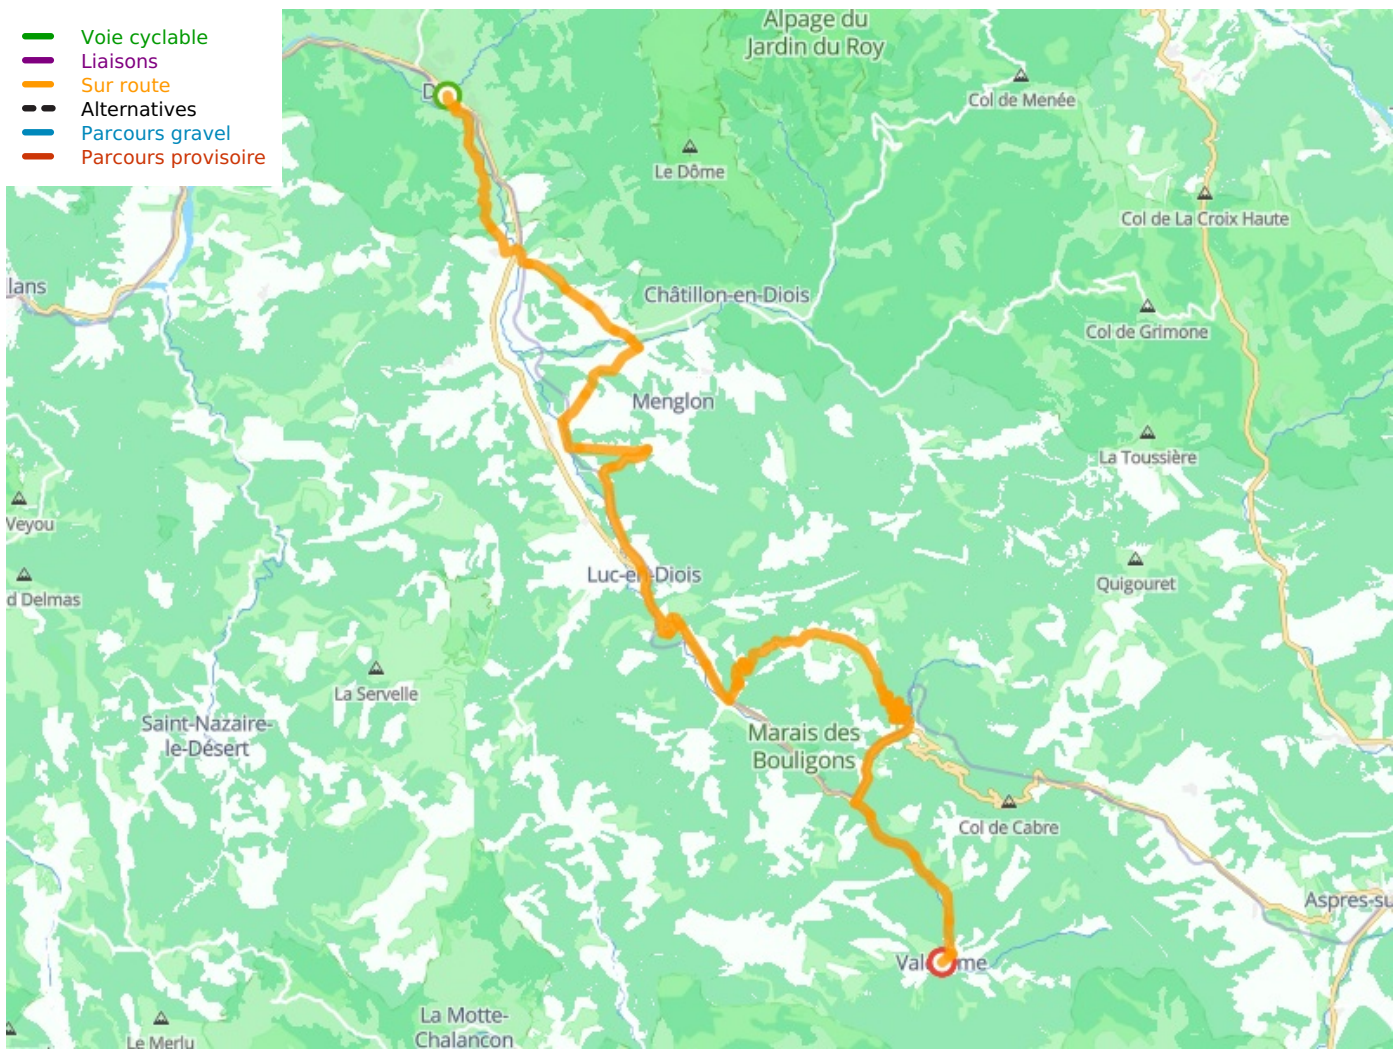 Voie cyclable
Liaisons
Sur route
Alternatives
Parcours gravel
Parcours provisoire
Alpage du
Jardin du Roy
Col de Menée
Le Dôme
Col de La Croix Haute
lans
Châtillon-en-Diois
Col de Grimone
Menglon
La Toussière
Veyou
Luc-en-Diois
Quigouret
d Delmas
La Servelle
Saint-Nazaire-
le-Désert
Marais des
Bouligons
Col de Cabre
Aspres-su
La Motte-
Chalancon
Le Merlu